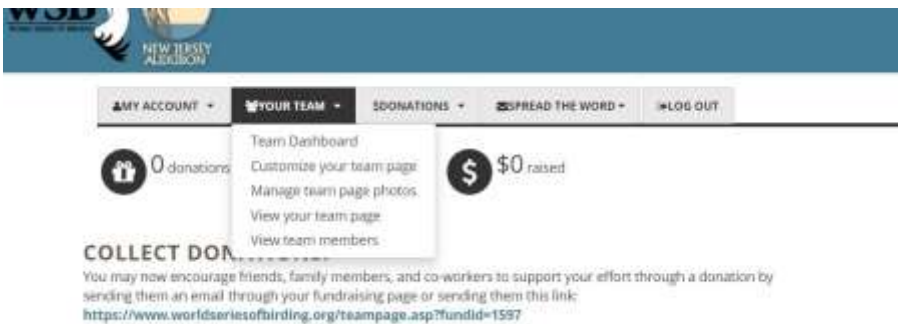 WSB
NEW JERSEY
AUDUBON
MY ACCOUNT
YOUR TEAM
$DONATIONS
SPREAD THE WORD
LOG OUT
Team Dashboard
Customize your team page
Manage team page photos
View your team page
View team members
0 donations
$0 raised
COLLECT DON
You may now encourage friends, family members, and co-workers to support your effort through a donation by
sending them an email through your fundraising page or sending them this link:
https://www.worldseriesofbirding.org/teampage.asp?fundid=1597